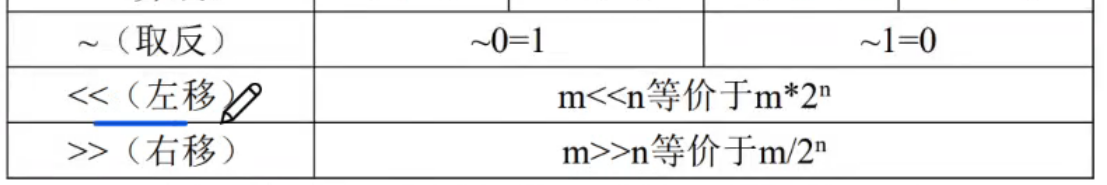 ~（取反） ~0=1 ~1=0
<<（左移） m<<n等价于m*2ⁿ
>>（右移） m>>n等价于m/2ⁿ